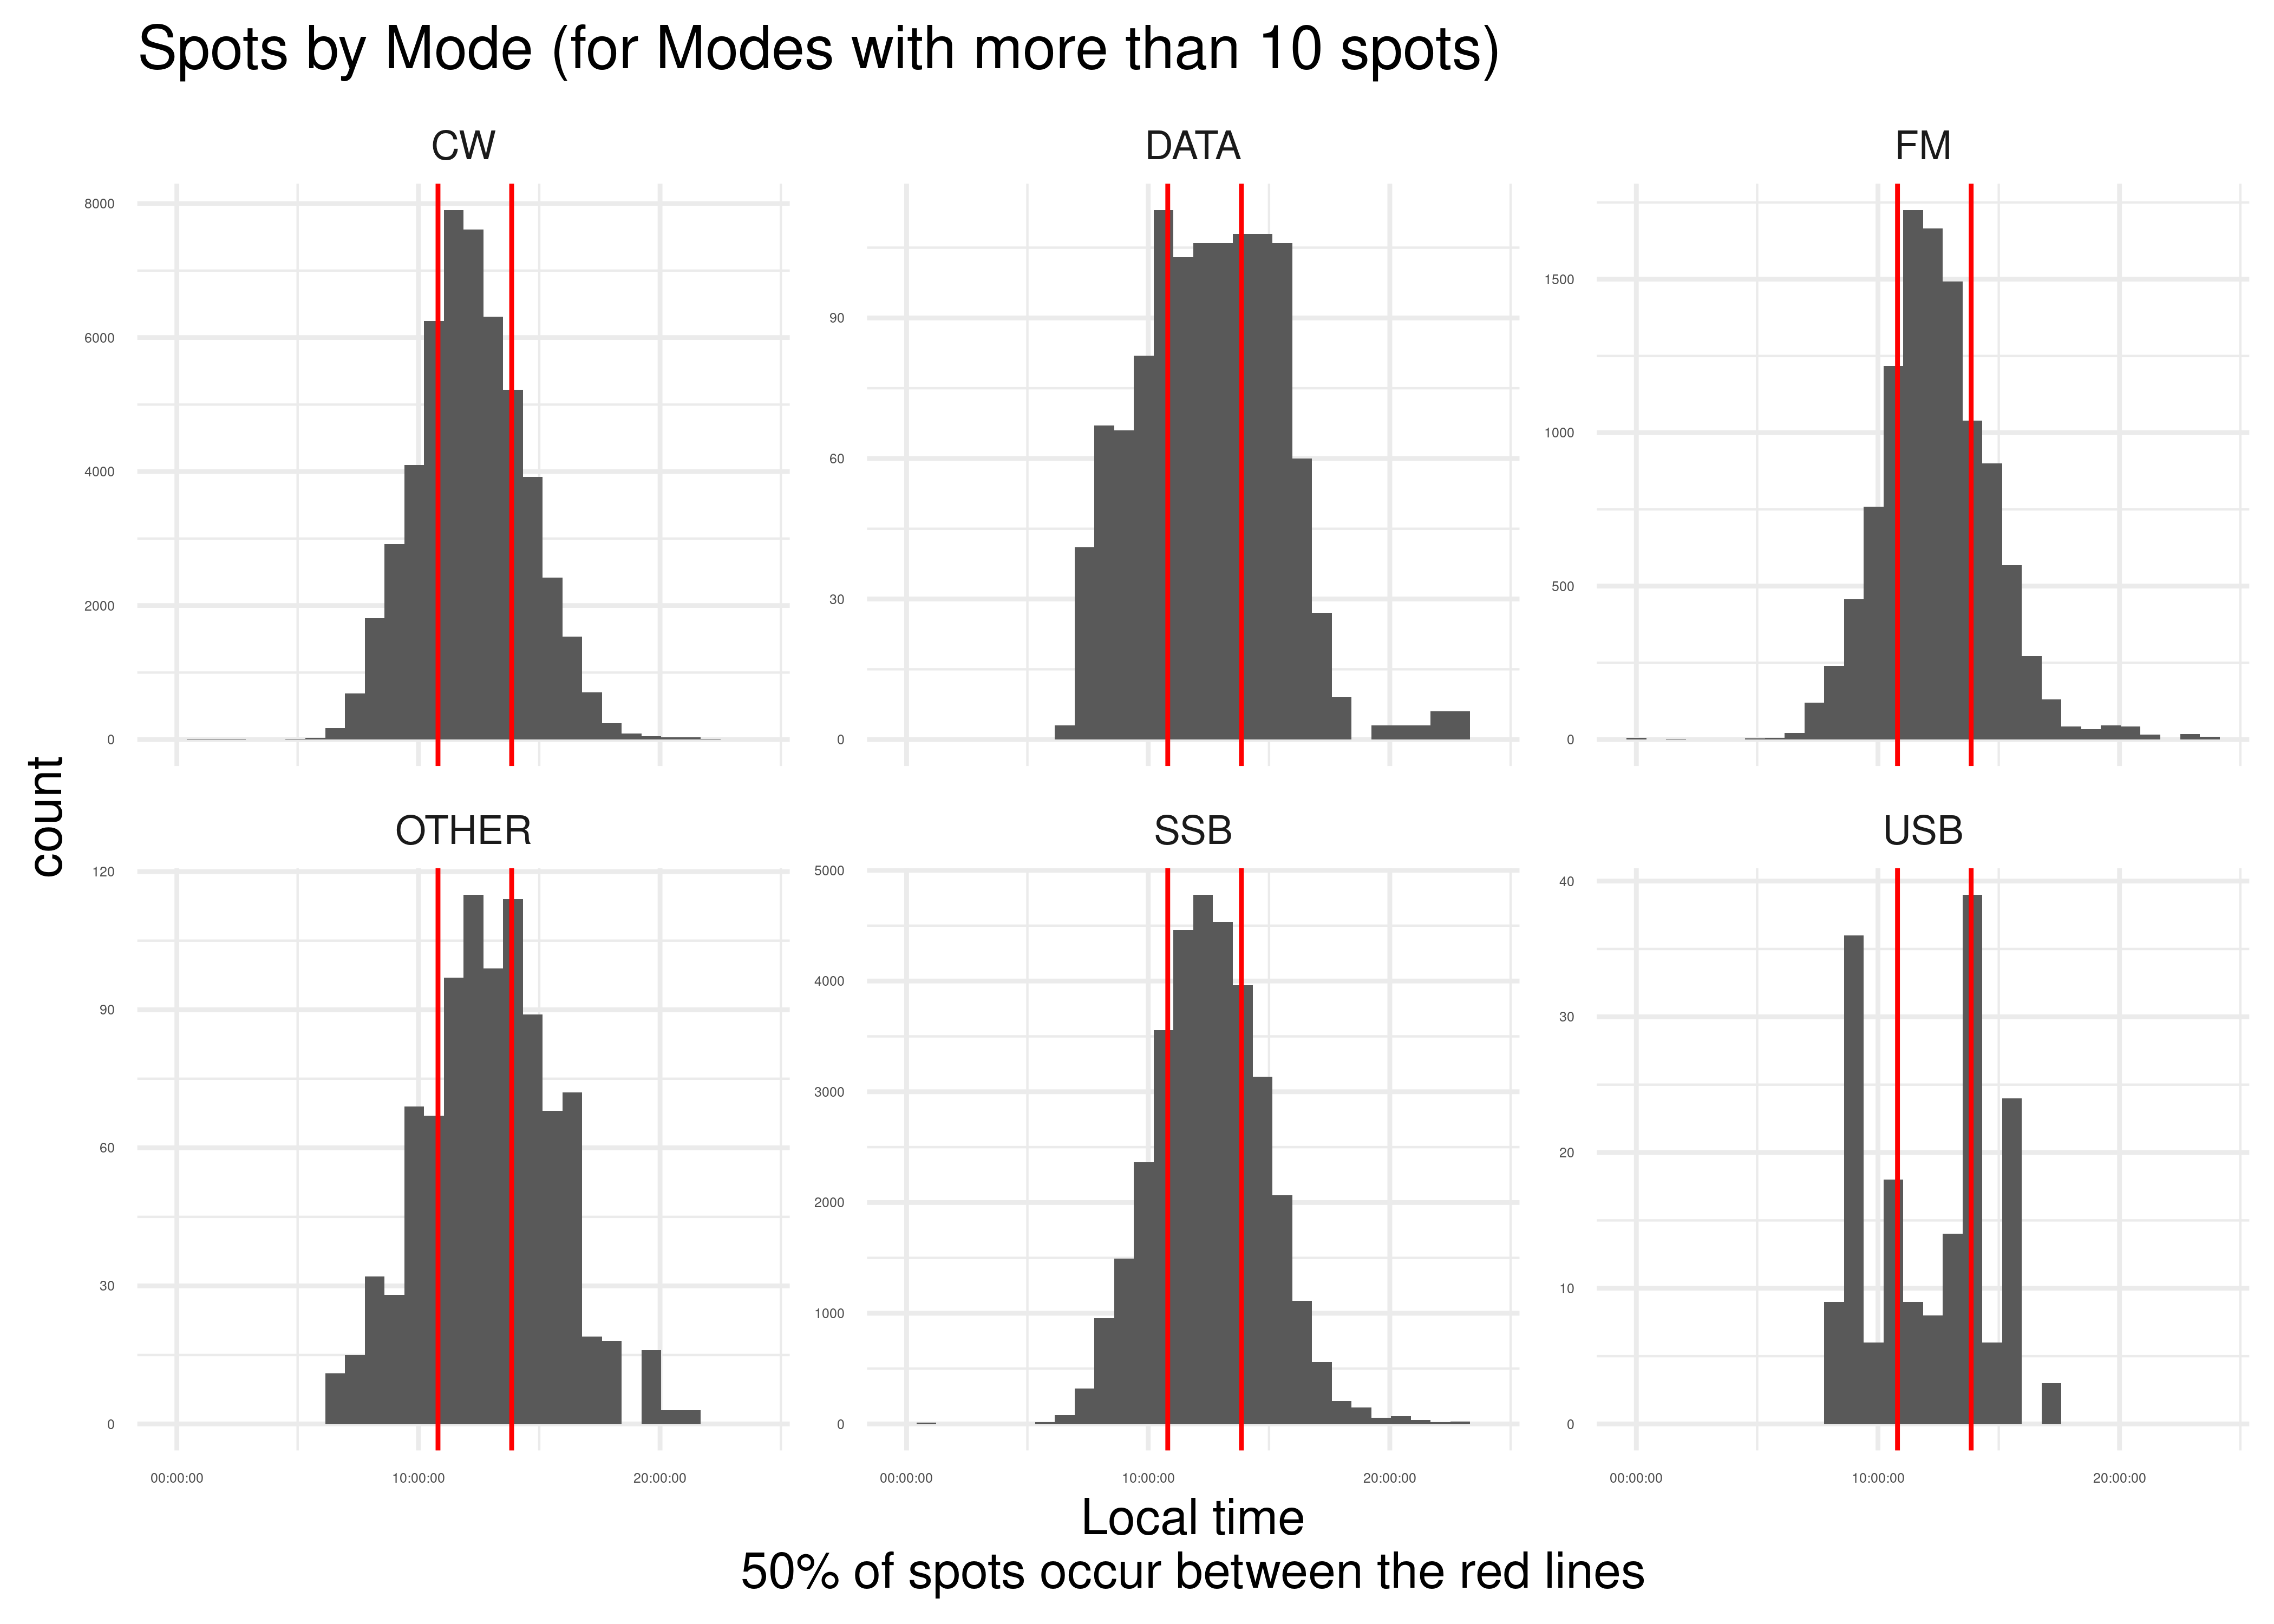 Spots by Mode (for Modes with more than 10 spots)
CW
DATA
FM
8000
6000
4000
2000
0
90
60
30
0
1500
1000
500
0
count
OTHER
SSB
USB
120
90
60
30
0
5000
4000
3000
2000
1000
0
40
30
20
10
0
00:00:00 10:00:00 20:00:00
00:00:00 10:00:00 20:00:00
00:00:00 10:00:00 20:00:00
Local time
50% of spots occur between the red lines